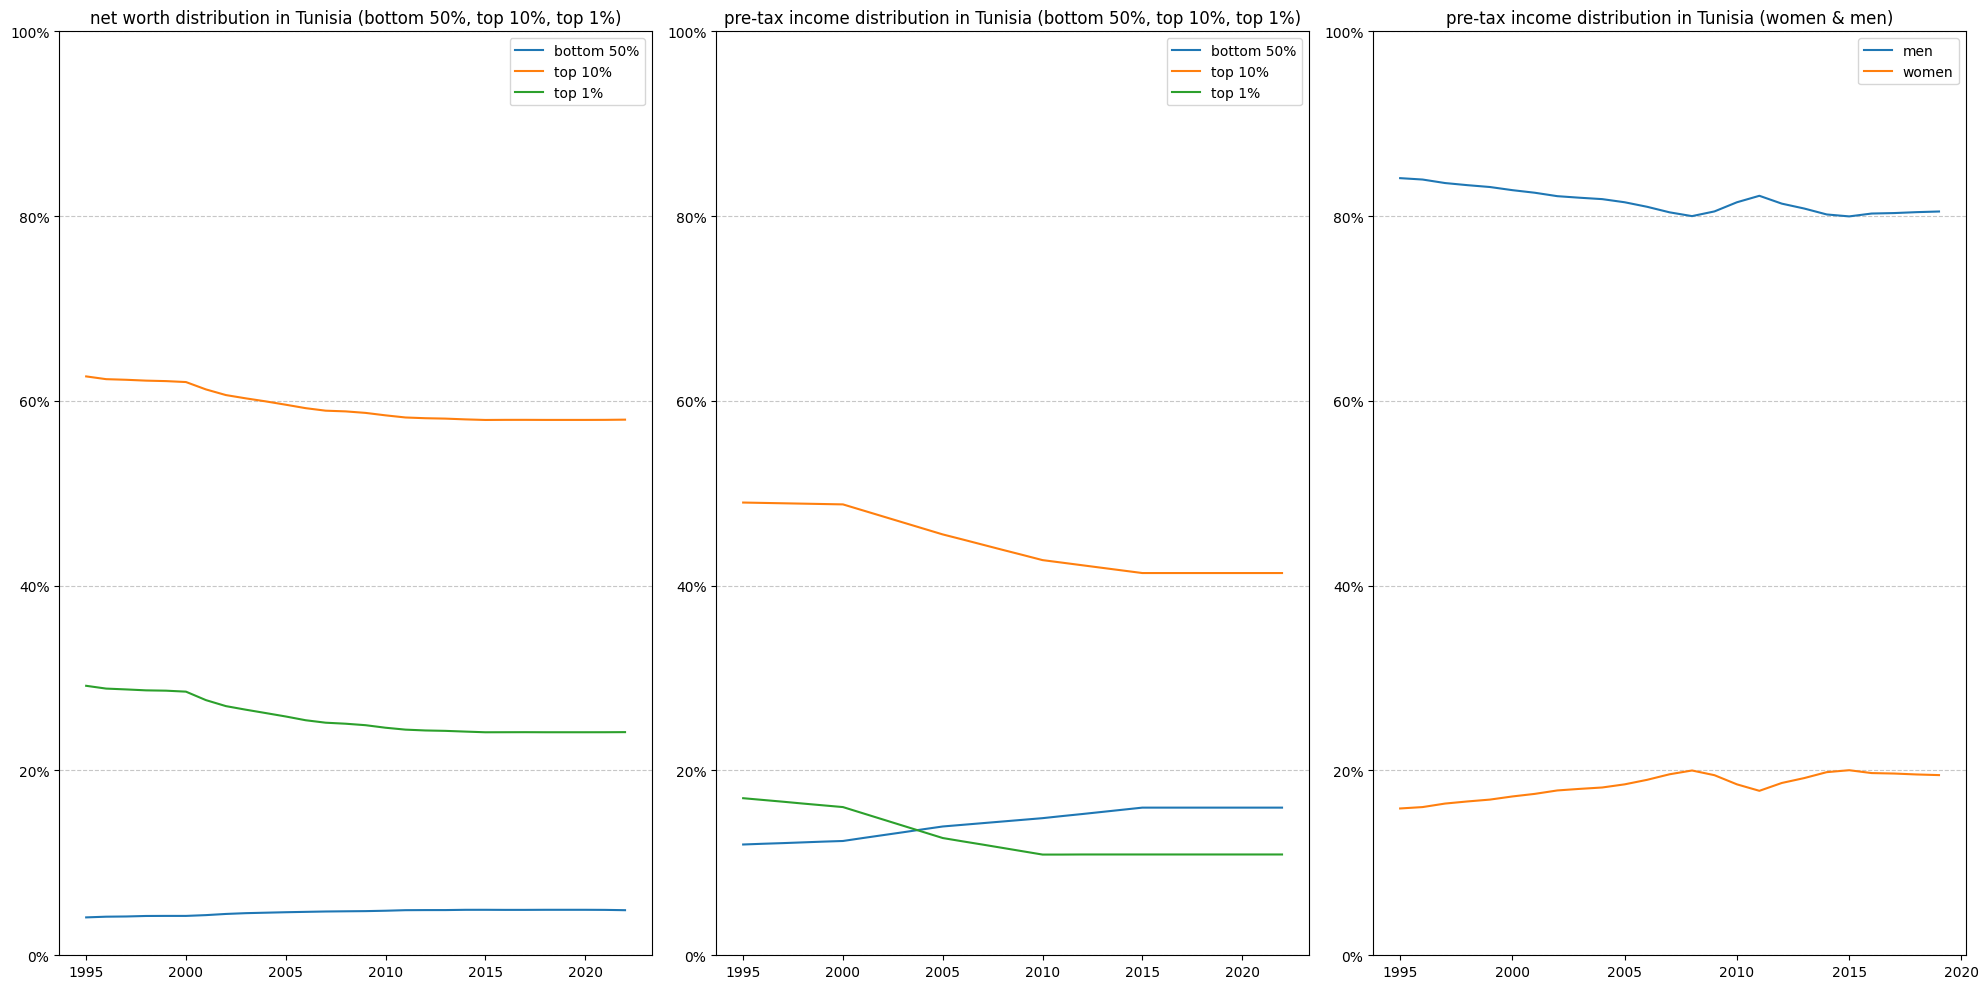 net worth distribution in Tunisia (bottom 50%, top 10%, top 1%)
100%
80%
60%
40%
20%
0%
1995 2000 2005 2010 2015 2020
bottom 50%
top 10%
top 1%
pre-tax income distribution in Tunisia (bottom 50%, top 10%, top 1%)
100%
80%
60%
40%
20%
0%
1995 2000 2005 2010 2015 2020
bottom 50%
top 10%
top 1%
pre-tax income distribution in Tunisia (women & men)
100%
80%
60%
40%
20%
0%
1995 2000 2005 2010 2015 2020
men
women